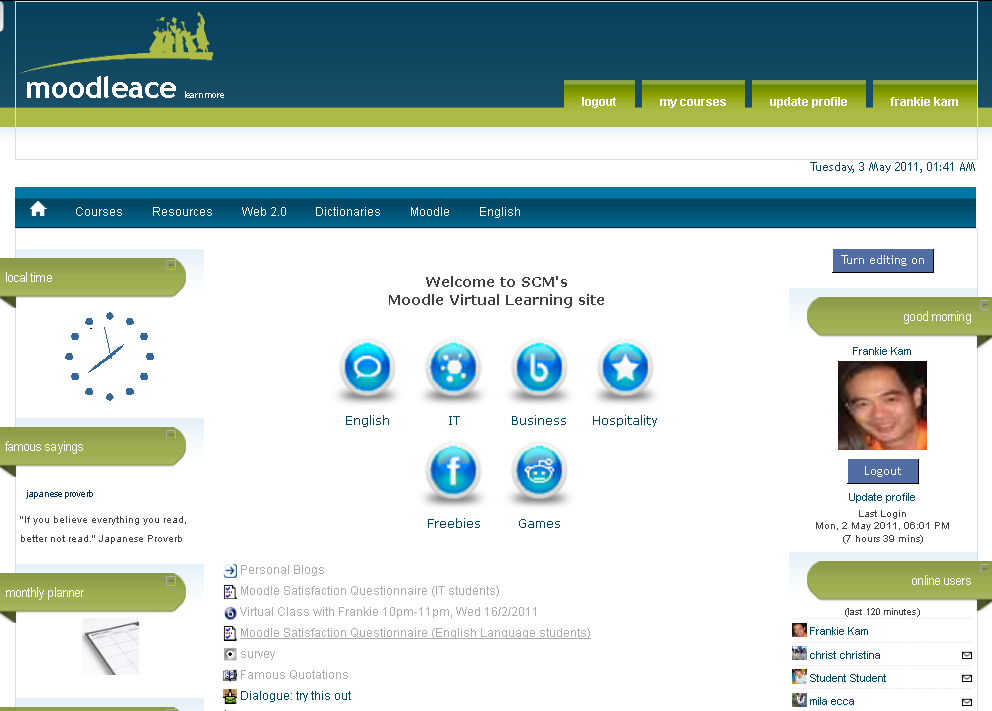 moodleace learn more
logout my courses update profile frankie kam
Tuesday, 3 May 2011, 01:41 AM
Courses Resources Web 2.0 Dictionaries Moodle English
local time
famous sayings
japanese proverb
"If you believe everything you read,
better not read." Japanese Proverb
monthly planner
Welcome to SCM's
Moodle Virtual Learning site
English IT Business Hospitality
Freebies Games
Personal Blogs
Moodle Satisfaction Questionnaire (IT students)
Virtual Class with Frankie 10pm-11pm, Wed 16/2/2011
Moodle Satisfaction Questionnaire (English Language students)
survey
Famous Quotations
Dialogue: try this out
Turn editing on
good morning
Frankie Kam
Logout
Update profile
Last Login
Mon, 2 May 2011, 06:01 PM
(7 hours 39 mins)
online users
(last 120 minutes)
Frankie Kam
christ christina
Student Student
mila ecca